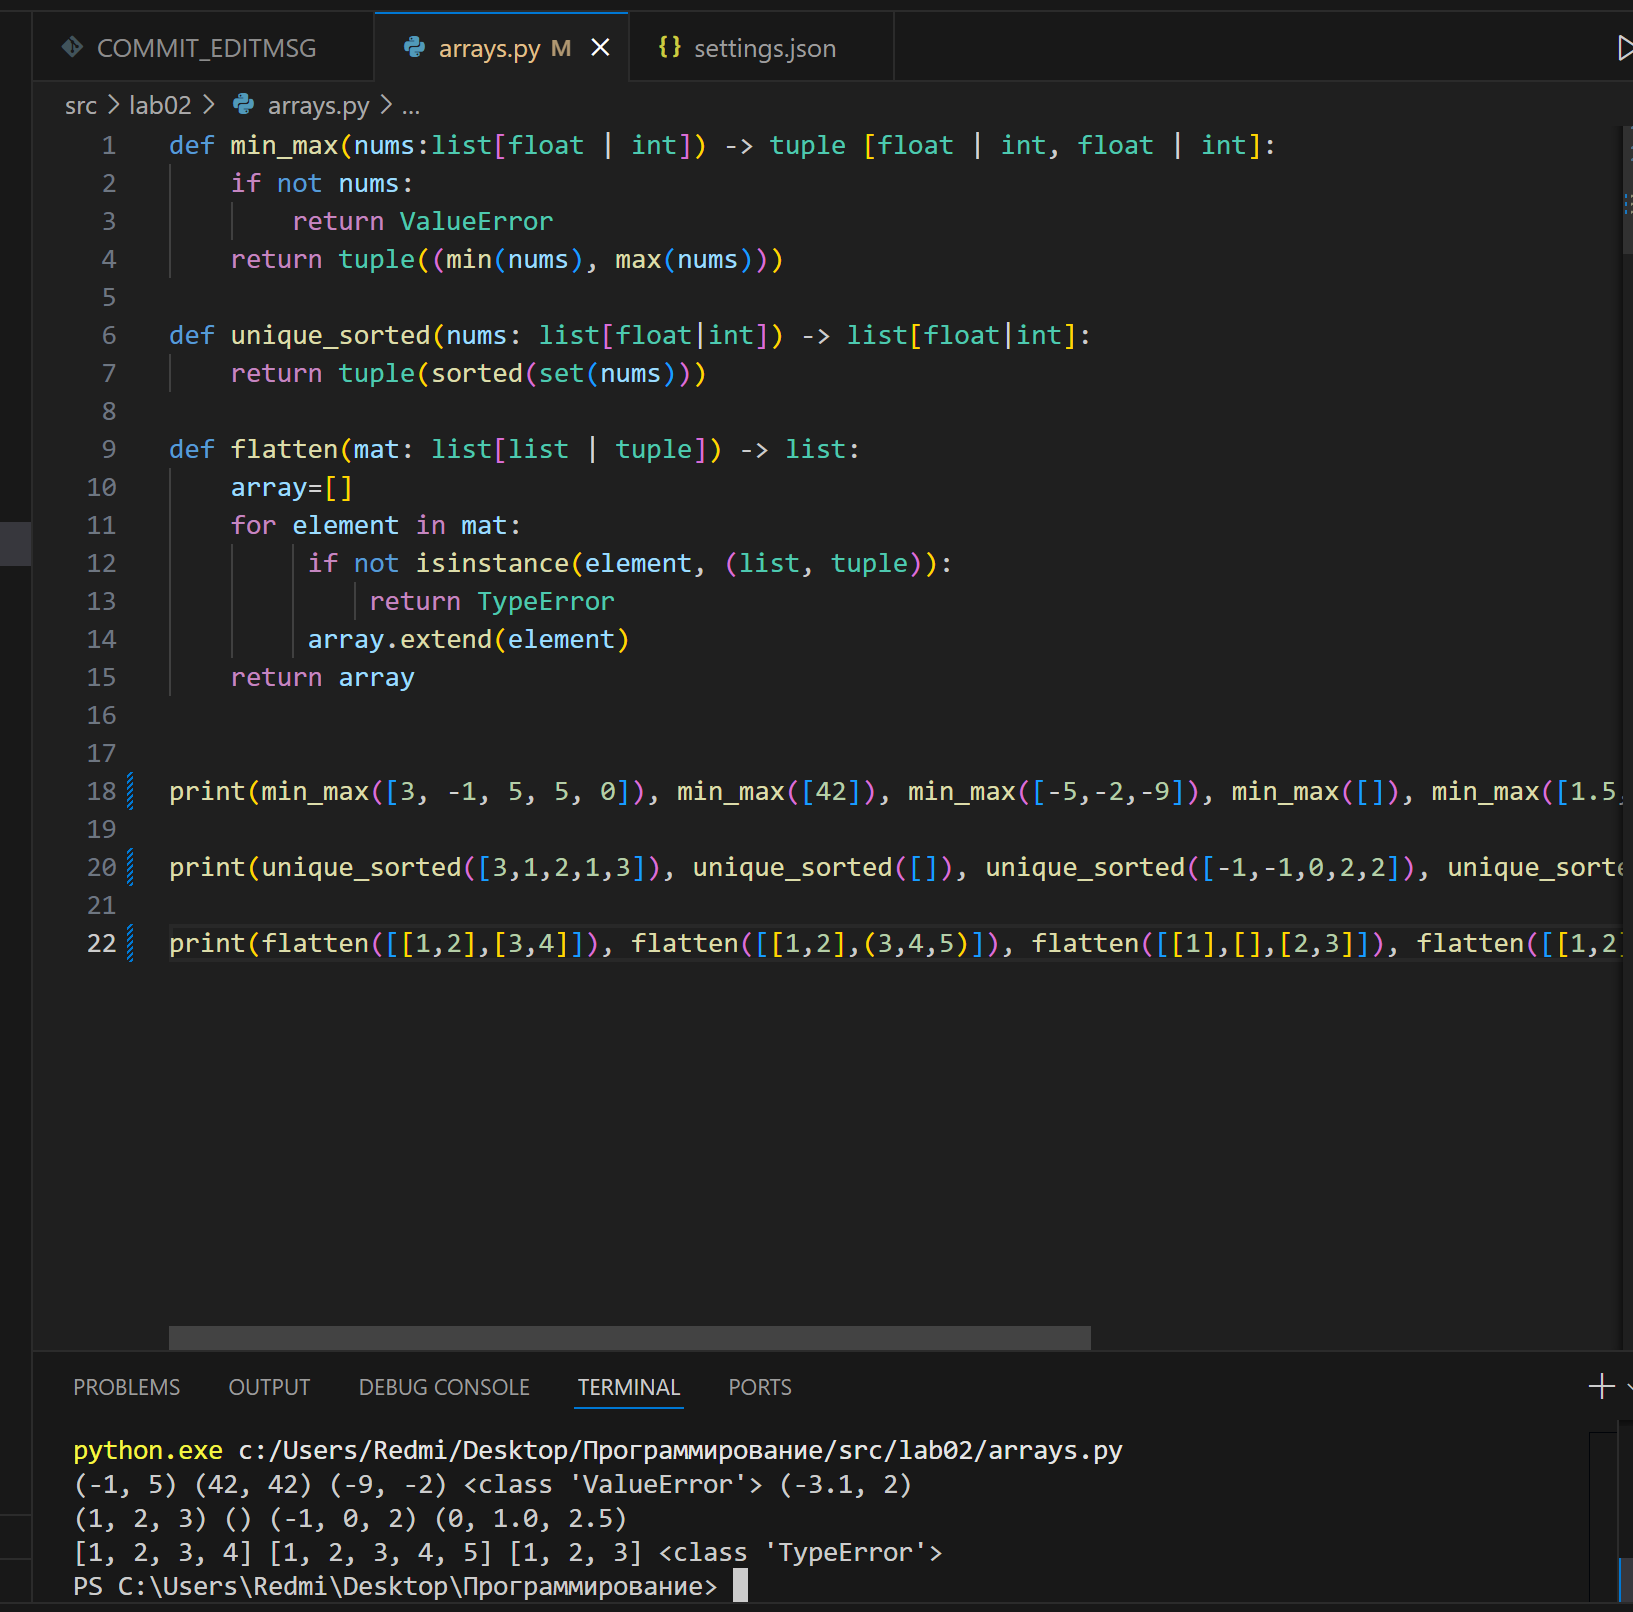 COMMIT_EDITMSG arrays.py M settings.json
src > lab02 > arrays.py > ...
1 def min_max(nums:list[float | int]) -> tuple [float | int, float | int]:
2     if not nums:
3         return ValueError
4     return tuple((min(nums), max(nums)))
5
6 def unique_sorted(nums: list[float|int]) -> list[float|int]:
7     return tuple(sorted(set(nums)))
8
9 def flatten(mat: list[list | tuple]) -> list:
10     array=[]
11     for element in mat:
12          if not isinstance(element, (list, tuple)):
13              return TypeError
14          array.extend(element)
15     return array
16
17
18 print(min_max([3, -1, 5, 5, 0]), min_max([42]), min_max([-5,-2,-9]), min_max([]), min_max([1.5,
19
20 print(unique_sorted([3,1,2,1,3]), unique_sorted([]), unique_sorted([-1,-1,0,2,2]), unique_sorte
21
22 print(flatten([[1,2],[3,4]]), flatten([[1,2],(3,4,5)]), flatten([[1],[],[2,3]]), flatten([[1,2]
PROBLEMS OUTPUT DEBUG CONSOLE TERMINAL PORTS
python.exe c:/Users/Redmi/Desktop/Программирование/src/lab02/arrays.py
(-1, 5) (42, 42) (-9, -2) <class 'ValueError'> (-3.1, 2)
(1, 2, 3) () (-1, 0, 2) (0, 1.0, 2.5)
[1, 2, 3, 4] [1, 2, 3, 4, 5] [1, 2, 3] <class 'TypeError'>
PS C:\Users\Redmi\Desktop\Программирование>